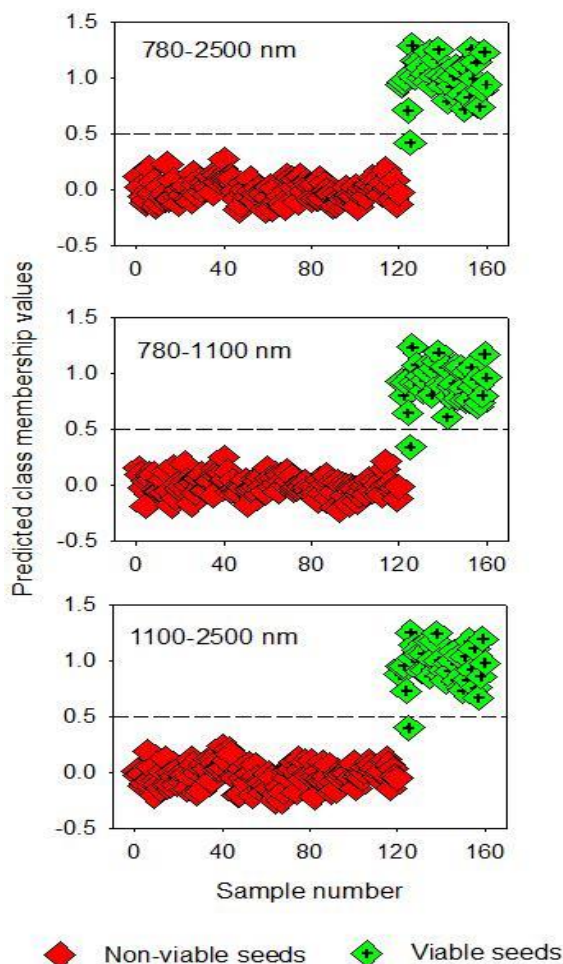 Predicted class membership values
1.5
780-2500 nm
1.0
0.5
0.0
-0.5
0 40 80 120 160
1.5
780-1100 nm
1.0
0.5
0.0
-0.5
0 40 80 120 160
1.5
1100-2500 nm
1.0
0.5
0.0
-0.5
0 40 80 120 160
Sample number
Non-viable seeds Viable seeds